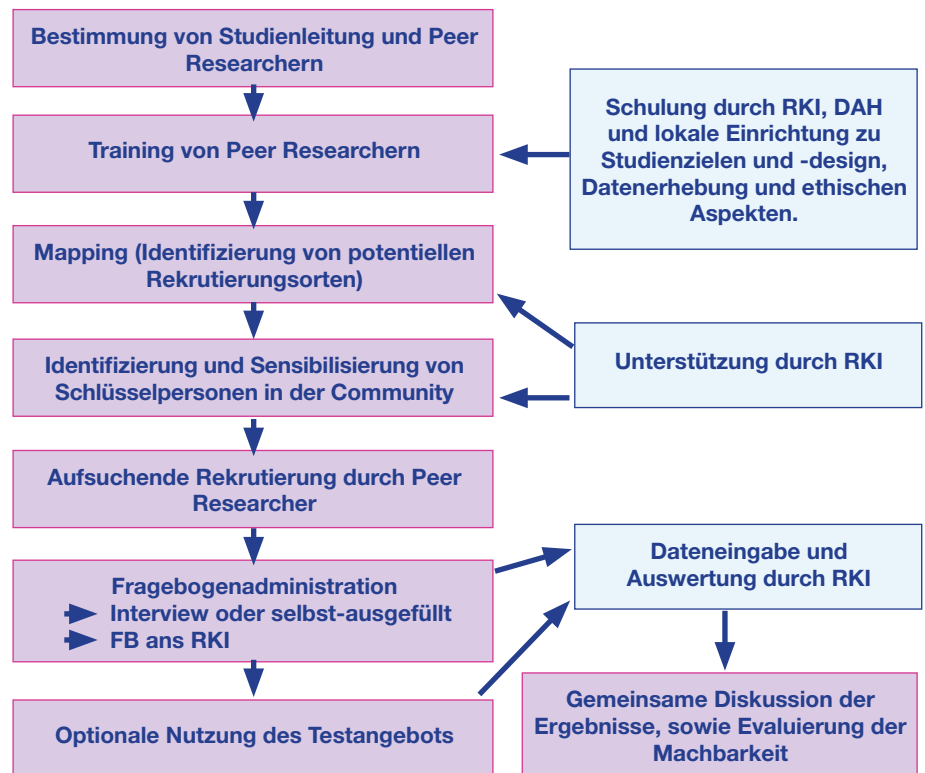 Bestimmung von Studienleitung und Peer
Researchern
Training von Peer Researchern
Schulung durch RKI, DAH
und lokale Einrichtung zu
Studienzielen und -design,
Datenerhebung und ethischen
Aspekten.
Mapping (Identifizierung von potentiellen
Rekrutierungsorten)
Identifizierung und Sensibilisierung von
Schlüsselpersonen in der Community
Unterstützung durch RKI
Aufsuchende Rekrutierung durch Peer
Researcher
Fragebogenadministration
Interview oder selbst-ausgefüllt
FB ans RKI
Dateneingabe und
Auswertung durch RKI
Optionale Nutzung des Testangebots
Gemeinsame Diskussion der
Ergebnisse, sowie Evaluierung der
Machbarkeit